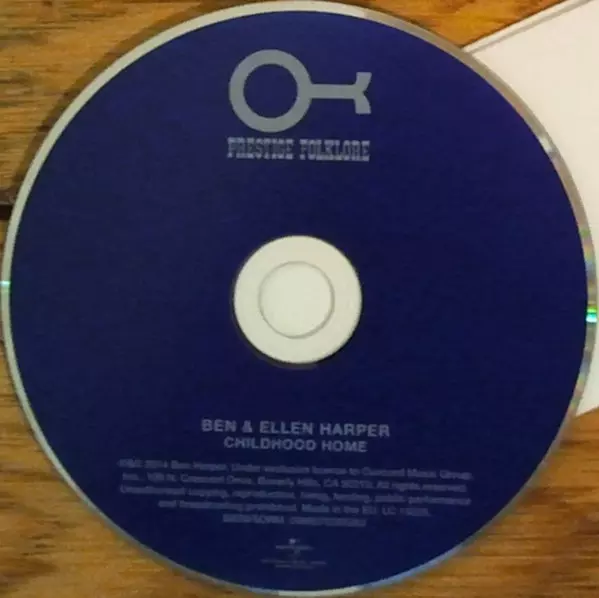 PRESTIGE FOLKLORE
BEN & ELLEN HARPER
CHILDHOOD HOME
2014 Ben Harper. Under exclusive license to Concord Music Group,
Inc., 100 N. Crescent Drive, Beverly Hills, CA 90210. All rights reserved.
Unauthorized copying, reproduction, hiring, lending, public performance
and broadcasting prohibited. Made in the EU. LC